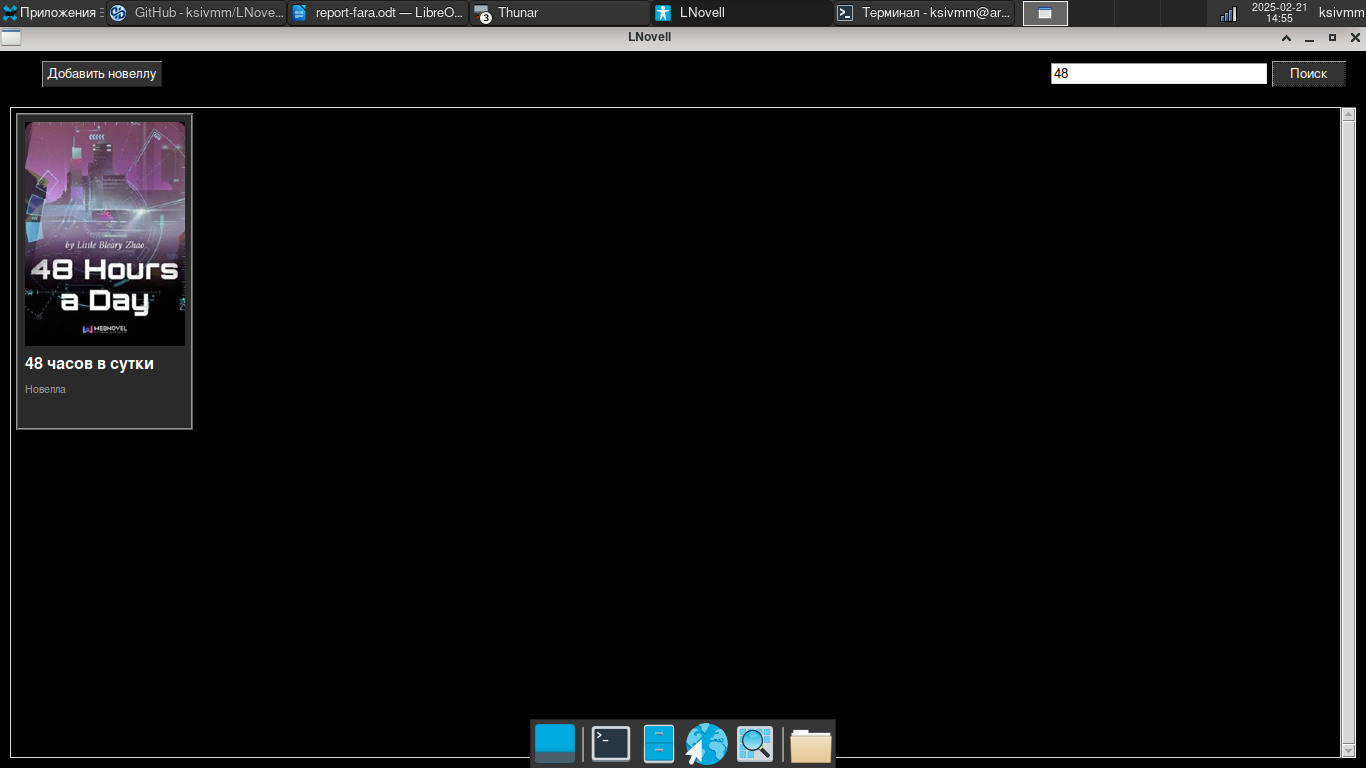 Приложения
GitHub - ksivmm/LNove...
report-fara.odt — LibreO...
3
Thunar
LNovell
Терминал - ksivmm@ar...
2025-02-21
14:55
ksivmm
LNovell
Добавить новеллу
48
Поиск
by Little Bleary Zhao
48 Hours
a Day
WEBNOVEL
48 часов в сутки
Новелла